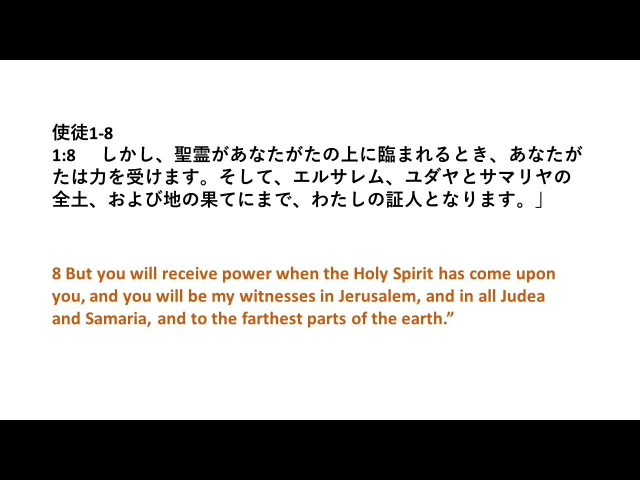 使徒1-8
1:8　しかし、聖霊があなたがたの上に臨まれるとき、あなたが
たは力を受けます。そして、エルサレム、ユダヤとサマリヤの
全土、および地の果てにまで、わたしの証人となります。」
8 But you will receive power when the Holy Spirit has come upon
you, and you will be my witnesses in Jerusalem, and in all Judea
and Samaria, and to the farthest parts of the earth.”